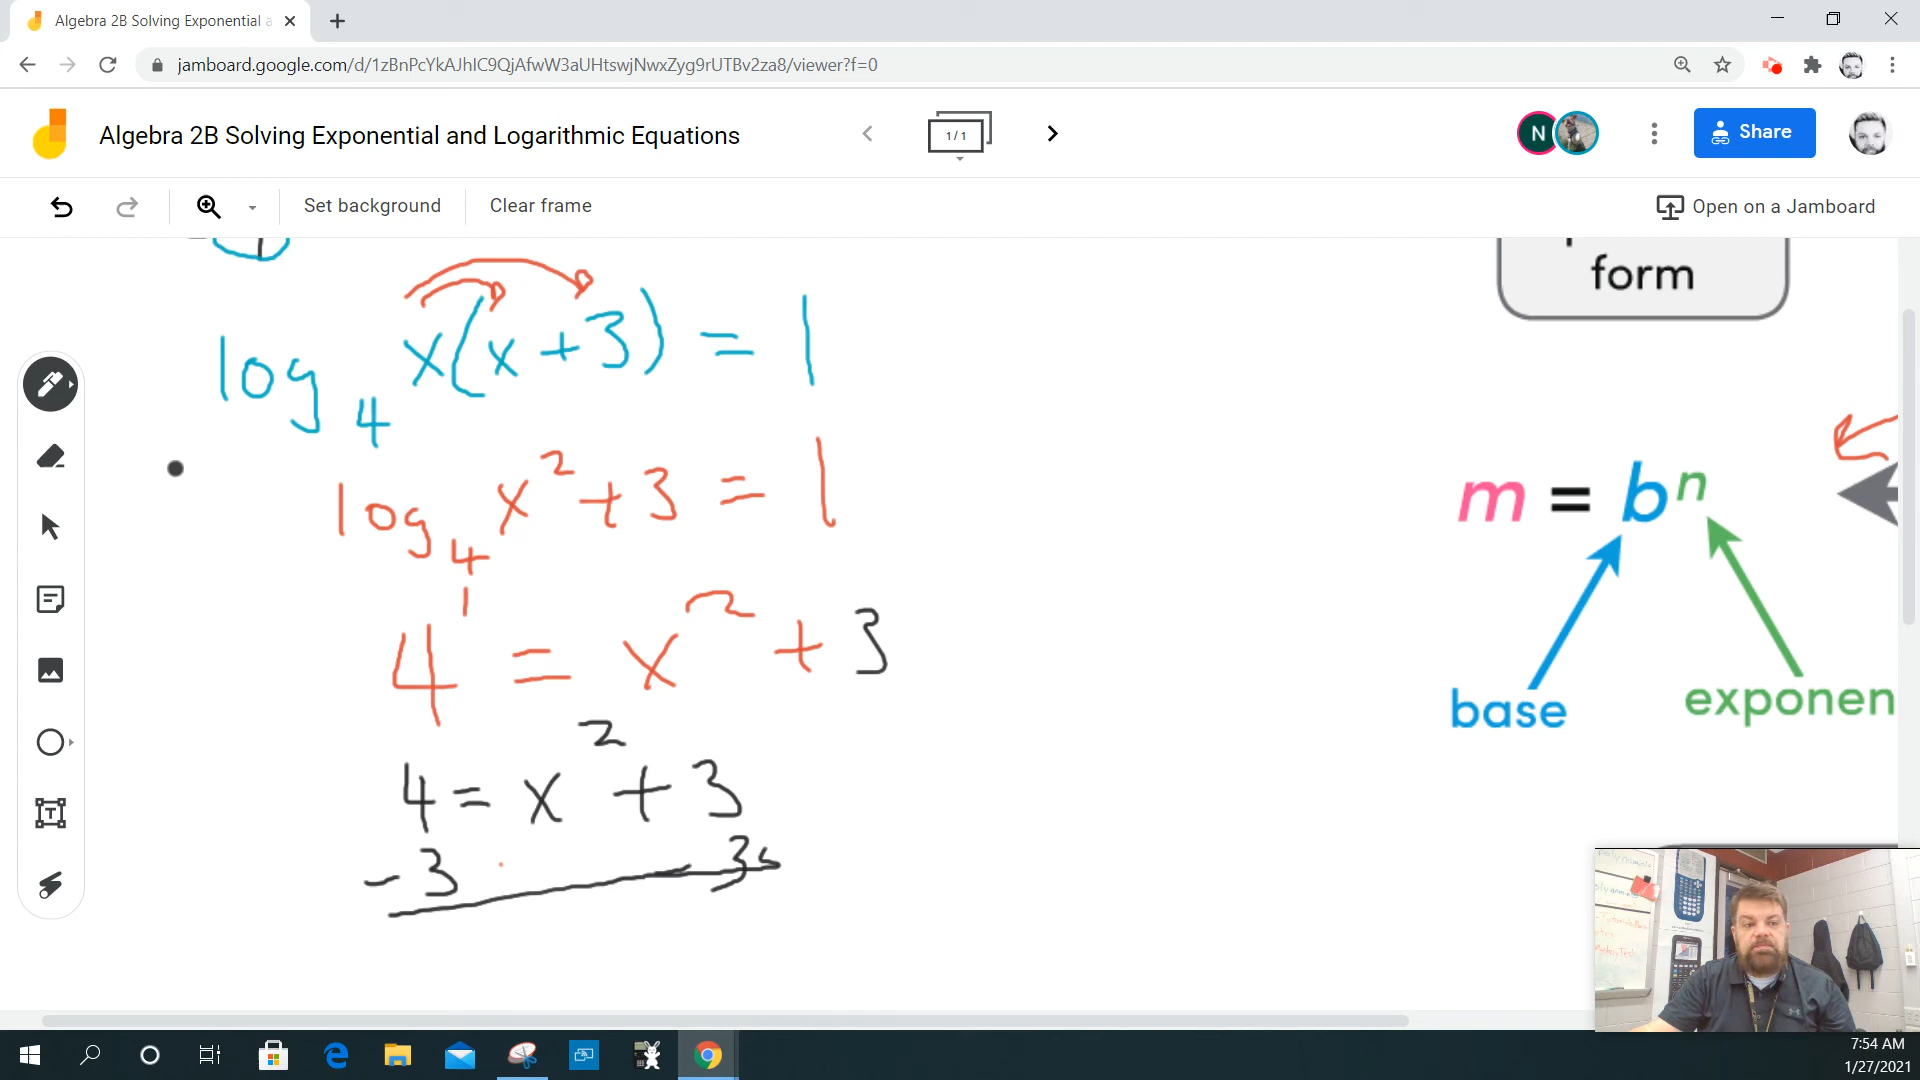 Algebra 2B Solving Exponential a
jamboard.google.com/d/1zBnPcYkAJhIC9QjAfwW3aUHtswjNwxZyg9rUTBv2za8/viewer?f=0
Algebra 2B Solving Exponential and Logarithmic Equations
1 / 1
N
Share
Set background
Clear frame
Open on a Jamboard
form
log₄ x(x+3) = 1
log₄ x²+3 = 1
4¹ = x² + 3
4 = x² + 3
-3 -3
m = bⁿ
base
exponen
7:54 AM
1/27/2021